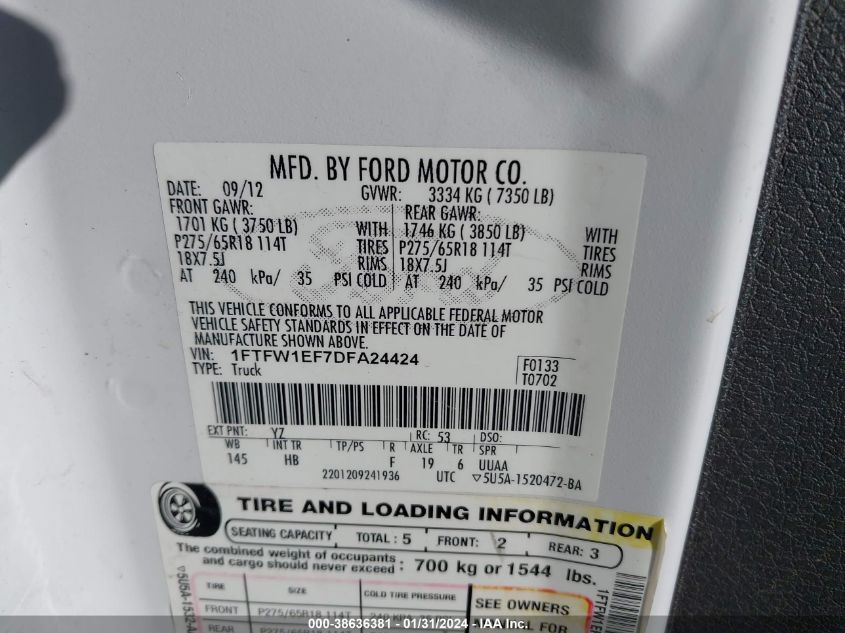 MFD. BY FORD MOTOR CO.
DATE: 09/12 GVWR: 3334 KG ( 7350 LB)
FRONT GAWR: REAR GAWR:
1701 KG ( 3750 LB) WITH 1746 KG ( 3850 LB) WITH
P275/65R18 114T TIRES P275/65R18 114T TIRES
18X7.5J RIMS 18X7.5J RIMS
AT 240 kPa/ 35 PSI COLD AT 240 kPa/ 35 PSI COLD
THIS VEHICLE CONFORMS TO ALL APPLICABLE FEDERAL MOTOR
VEHICLE SAFETY STANDARDS IN EFFECT ON THE DATE OF
MANUFACTURE SHOWN ABOVE.
VIN: 1FTFW1EF7DFA24424
TYPE: Truck
F0133
T0702
EXT PNT: YZ RC: 53 DSO:
WB INT TR TP/PS R AXLE TR SPR
145 HB F 19 6 UUAA
2201209241936 UTC ▽5U5A-1520472-BA
TIRE AND LOADING INFORMATION
SEATING CAPACITY TOTAL : 5 FRONT: 2 REAR: 3
The combined weight of occupants
and cargo should never exceed : 700 kg or 1544 lbs.
TIRE SIZE COLD TIRE PRESSURE
FRONT P275/65R18 114T
REAR
SEE OWNERS
▽5U5A-1532-A
000-38636381 - 01/31/2024 - IAA Inc.